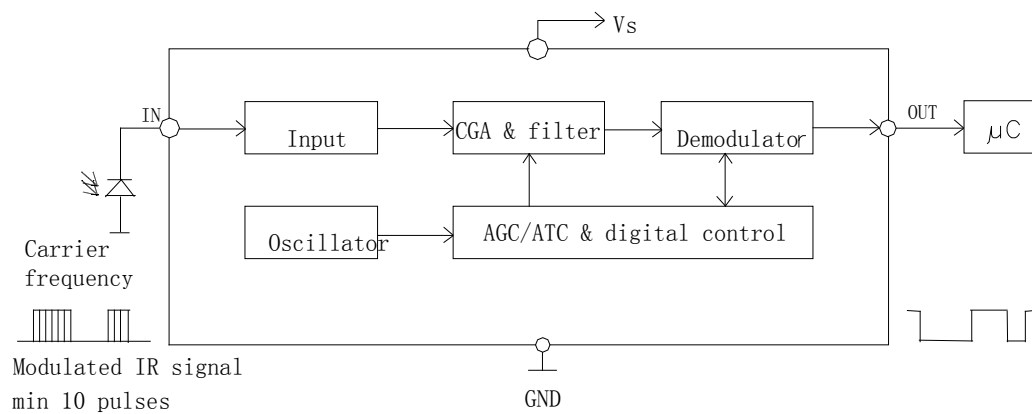 Vs
IN
OUT
Input
CGA & filter
Demodulator
μC
Oscillator
AGC/ATC & digital control
Carrier
frequency
Modulated IR signal
min 10 pulses
GND